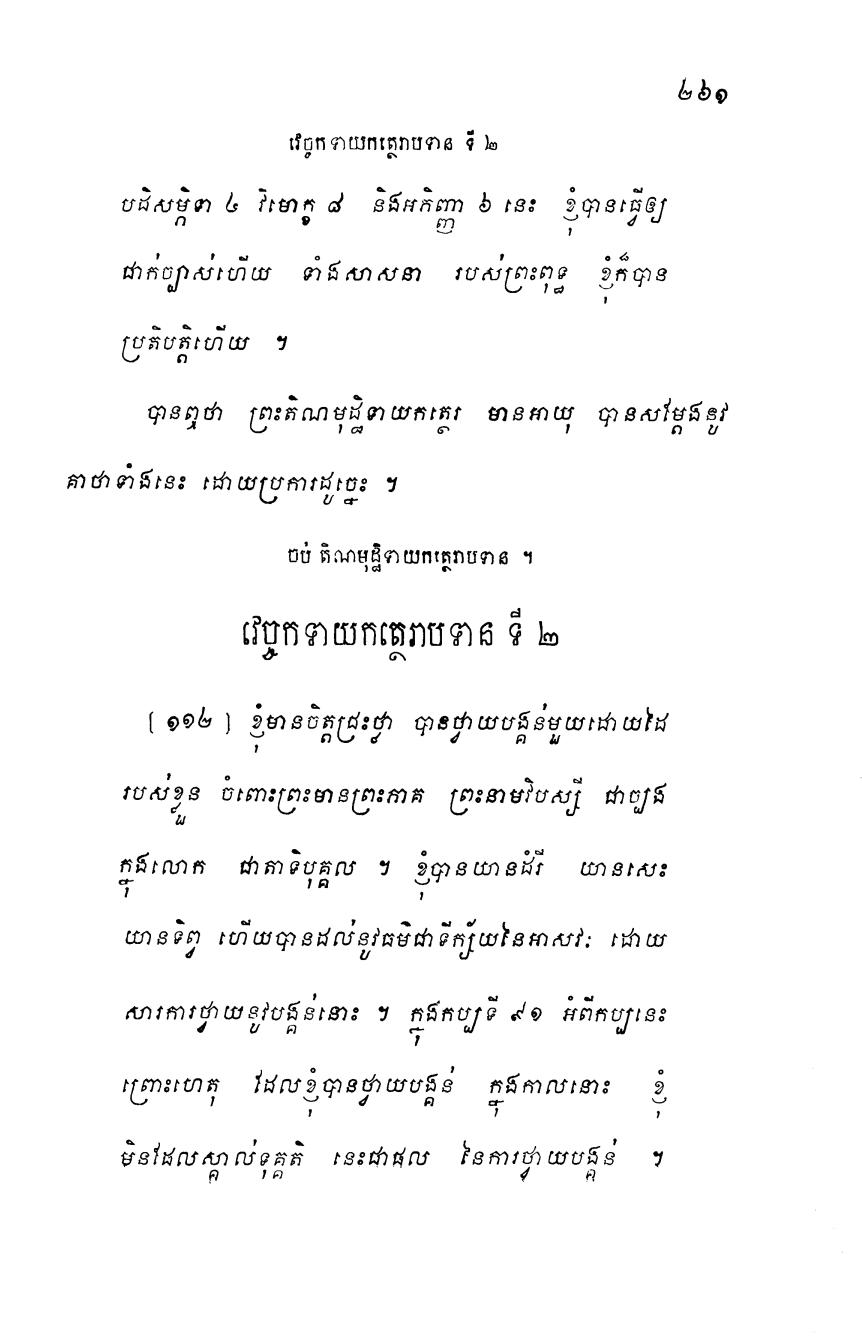 ២៦១
វេច្ចកទាយកត្ថេរាបទាន ទី ២
បដិសម្ភិទា ៤ វិមោក្ខ ៨ និងអភិញ្ញា ៦ នេះ ខ្ញុំបានធ្វើឲ្យ
ជាក់ច្បាស់ហើយ ទាំងសាសនា របស់ព្រះពុទ្ធ ខ្ញុំក៏បាន
ប្រតិបត្តិហើយ ។
បានឮថា ព្រះតិណមុដ្ឋិទាយកត្ថេរ មានអាយុ បានសម្តែងនូវ
គាថាទាំងនេះ ដោយប្រការដូច្នេះ ។
ចប់ តិណមុដ្ឋិទាយកត្ថេរាបទាន ។
វេច្ចកទាយកត្ថេរាបទាន ទី ២
[ ១១២ ] ខ្ញុំមានចិត្តជ្រះថ្លា បានថ្វាយបង្គន់មួយដោយដៃ
របស់ខ្លួន ចំពោះព្រះមានព្រះភាគ ព្រះនាមវិបស្សី ជាច្បង
ក្នុងលោក ជាតាទិបុគ្គល ។ ខ្ញុំបានយានដំរី យានសេះ
យានទិព្វ ហើយបានដល់នូវធម៌ជាទីក្ស័យនៃអាសវៈ ដោយ
សារការថ្វាយនូវបង្គន់នោះ ។ ក្នុងកប្បទី ៩១ អំពីកប្បនេះ
ព្រោះហេតុ ដែលខ្ញុំបានថ្វាយបង្គន់ ក្នុងកាលនោះ ខ្ញុំ
មិនដែលស្គាល់ទុគ្គតិ នេះជាផល នៃការថ្វាយបង្គន់ ។